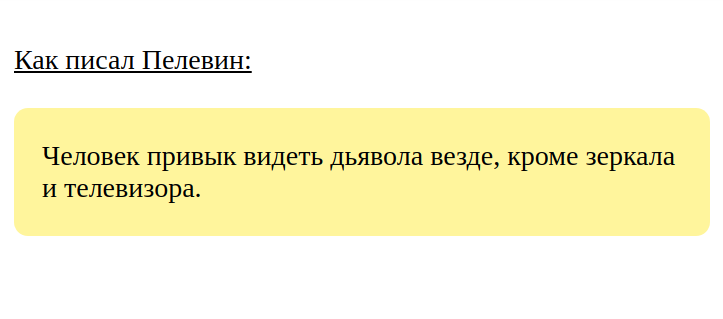 Как писал Пелевин:
Человек привык видеть дьявола везде, кроме зеркала
и телевизора.